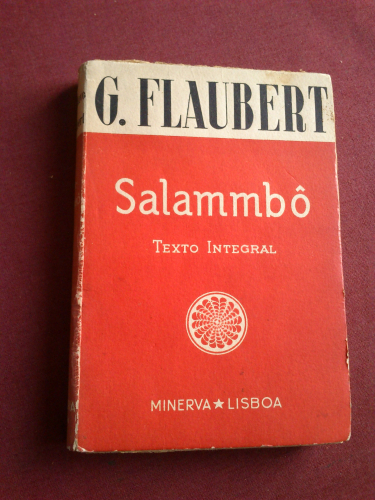 G. FLAUBERT
Salammbô
TEXTO INTEGRAL
MINERVA ★ LISBOA